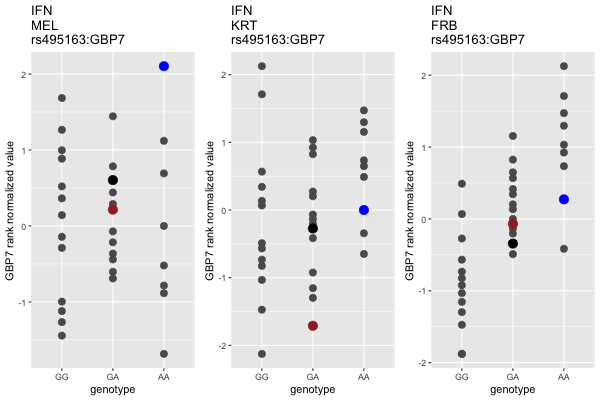 IFN
MEL
rs495163:GBP7
GBP7 rank normalized value
2
1
0
-1
GG
GA
AA
genotype
IFN
KRT
rs495163:GBP7
GBP7 rank normalized value
2
1
0
-1
-2
GG
GA
AA
genotype
IFN
FRB
rs495163:GBP7
GBP7 rank normalized value
2
1
0
-1
-2
GG
GA
AA
genotype